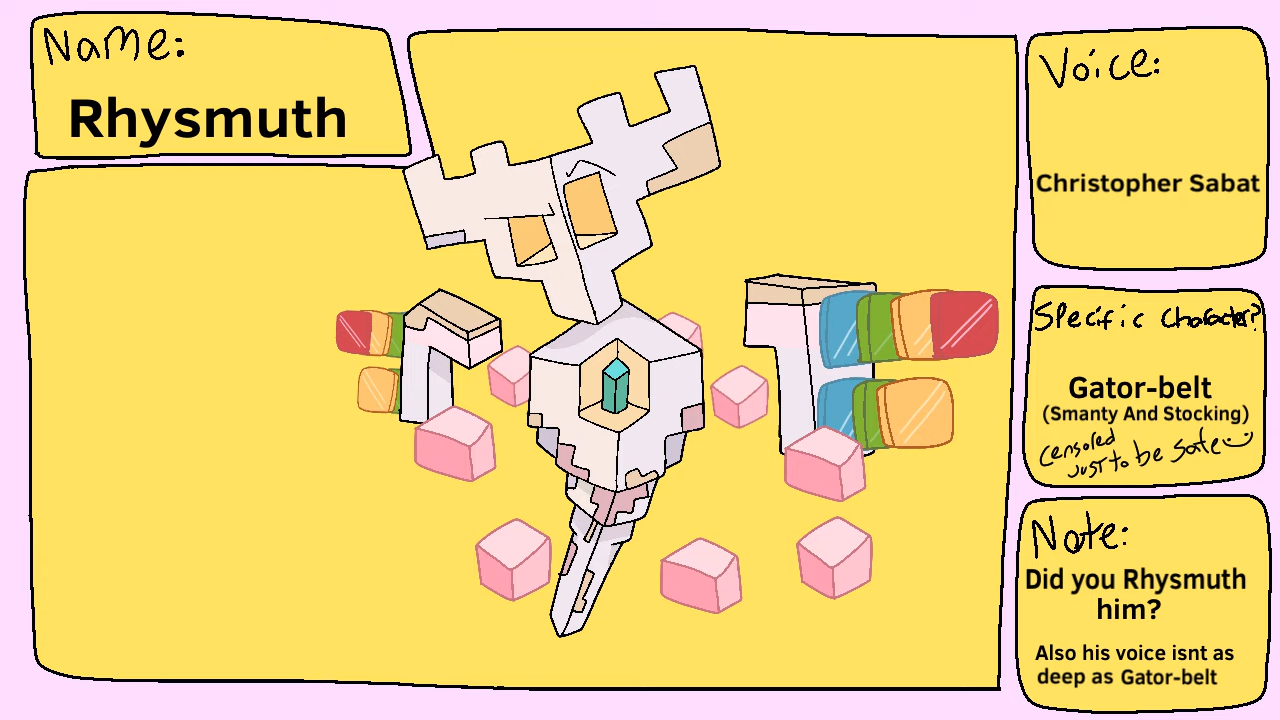 Name:
Rhysmuth
Voice:
Christopher Sabat
Specific Character?
Gator-belt
(Smanty And Stocking)
censored
just to be safe
Note:
Did you Rhysmuth
him?
Also his voice isnt as
deep as Gator-belt